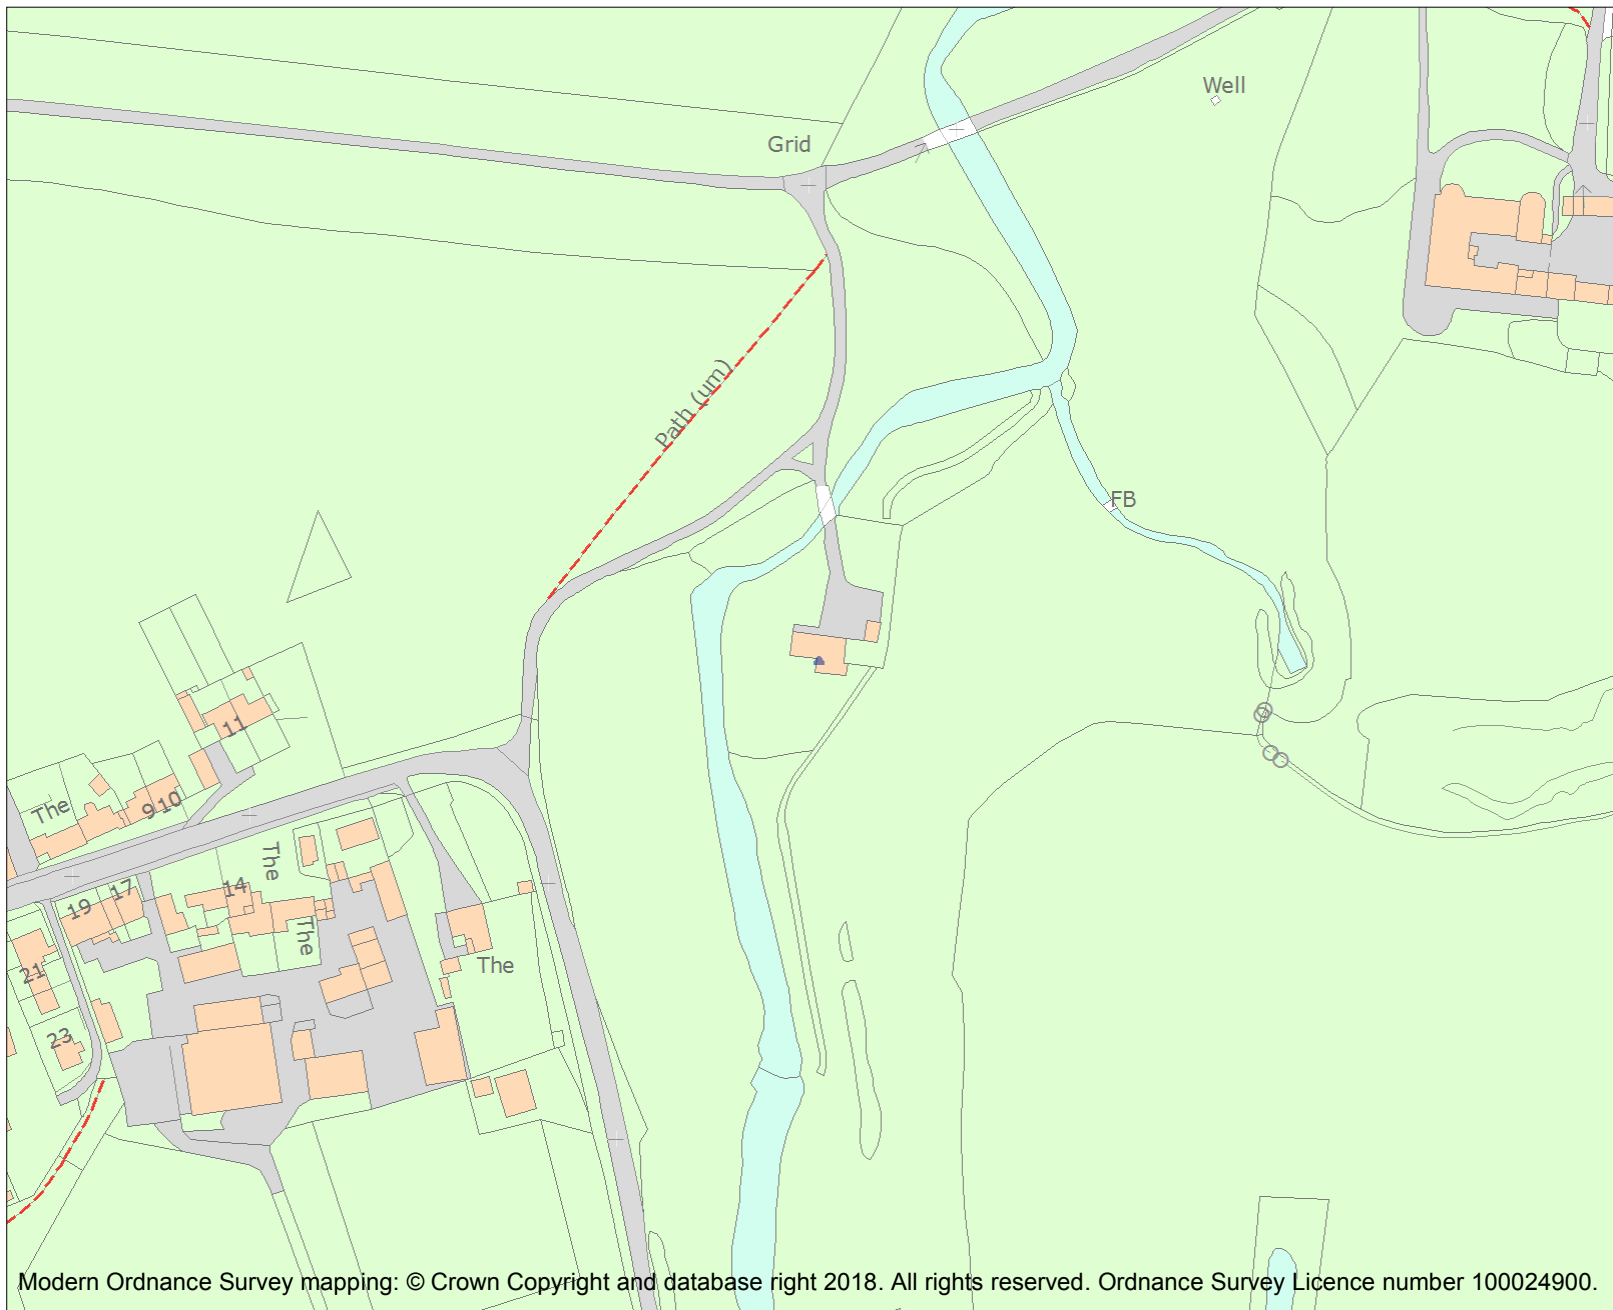 Well
Grid
Path (um)
FB
11
The
9
10
The
14
17
19
The
The
21
23
Modern Ordnance Survey mapping: © Crown Copyright and database right 2018. All rights reserved. Ordnance Survey Licence number 100024900.